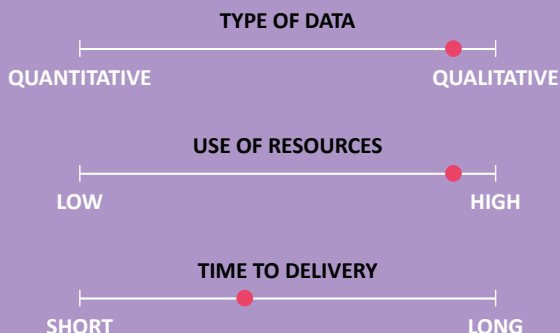 TYPE OF DATA
QUANTITATIVE QUALITATIVE
USE OF RESOURCES
LOW HIGH
TIME TO DELIVERY
SHORT LONG